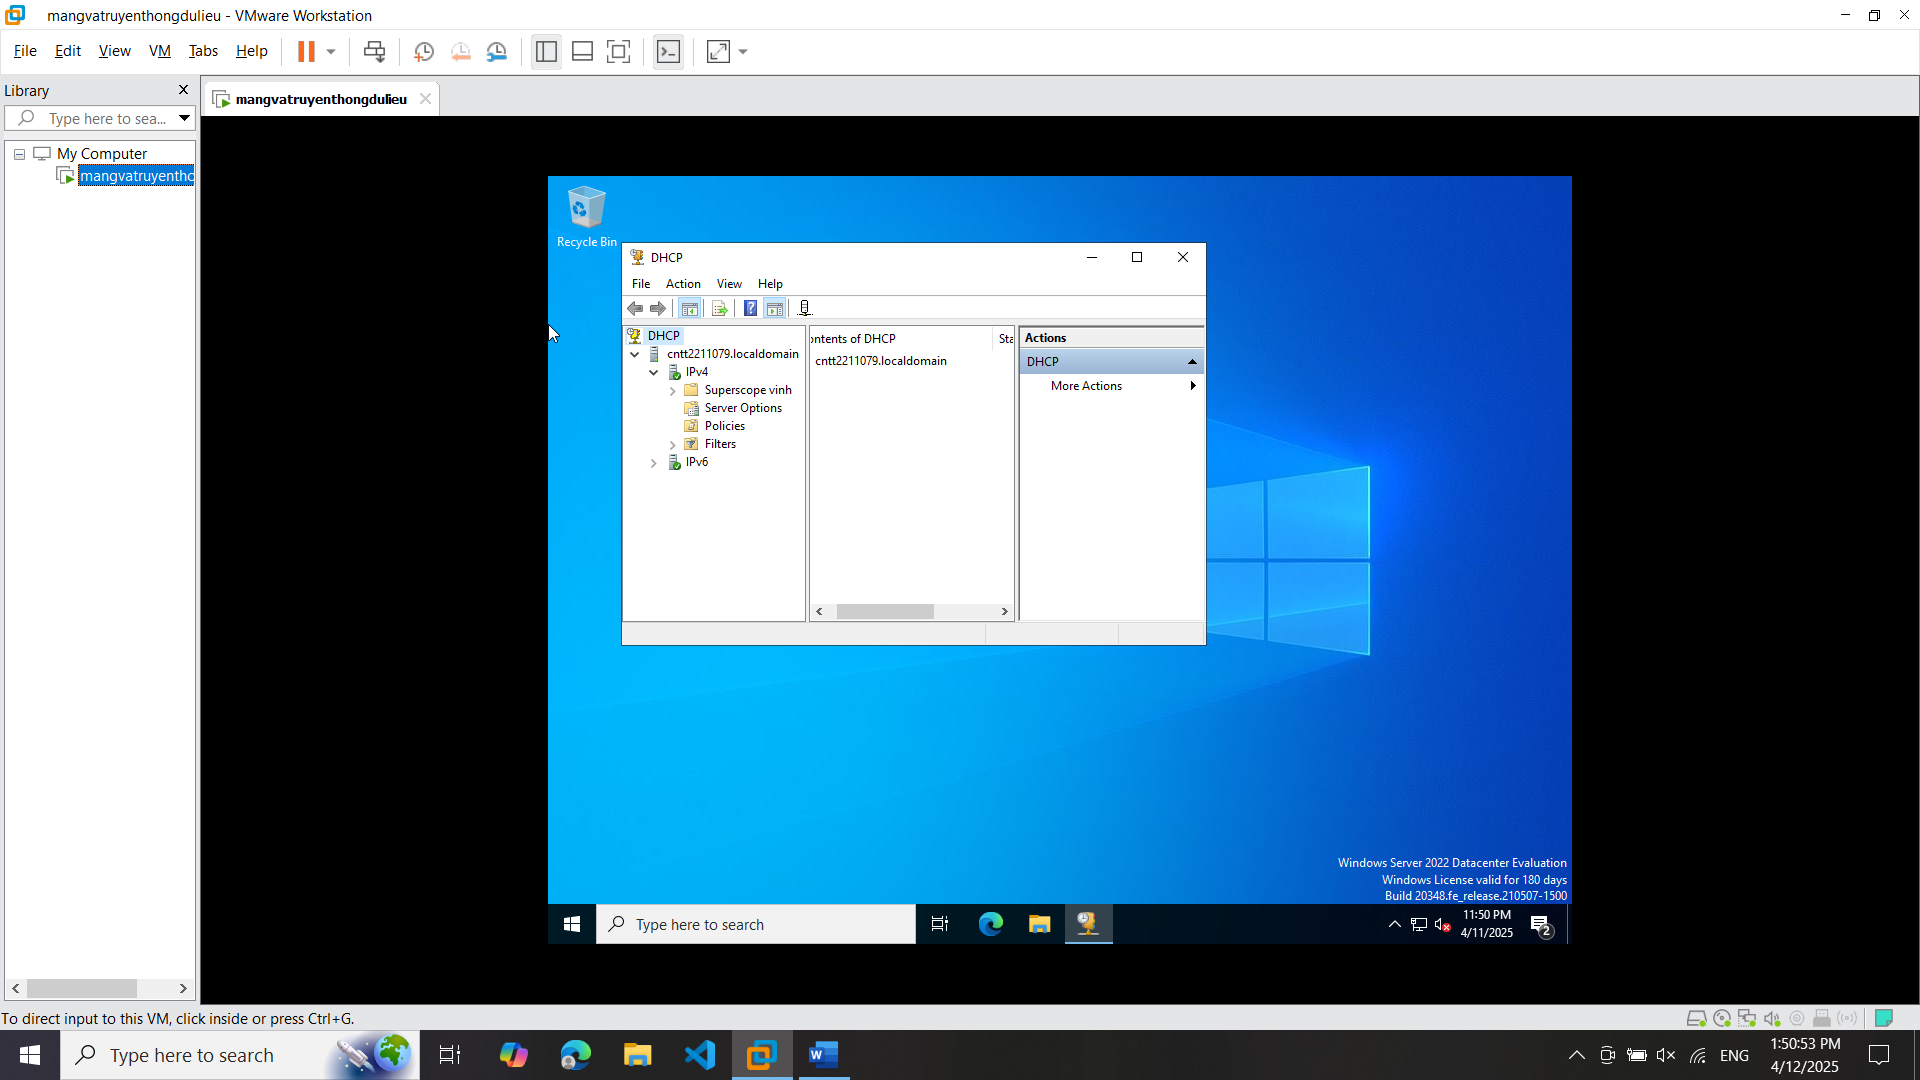 mangvatruyenthongdulieu - VMware Workstation
File Edit View VM Tabs Help
Library
Type here to sea...
My Computer
mangvatruyentho
mangvatruyenthongdulieu
Recycle Bin
DHCP
File Action View Help
DHCP
cntt2211079.localdomain
IPv4
Superscope vinh
Server Options
Policies
Filters
IPv6
ontents of DHCP Sta
cntt2211079.localdomain
Actions
DHCP
More Actions
Windows Server 2022 Datacenter Evaluation
Windows License valid for 180 days
Build 20348.fe_release.210507-1500
Type here to search
11:50 PM
4/11/2025
2
To direct input to this VM, click inside or press Ctrl+G.
Type here to search
ENG
1:50:53 PM
4/12/2025